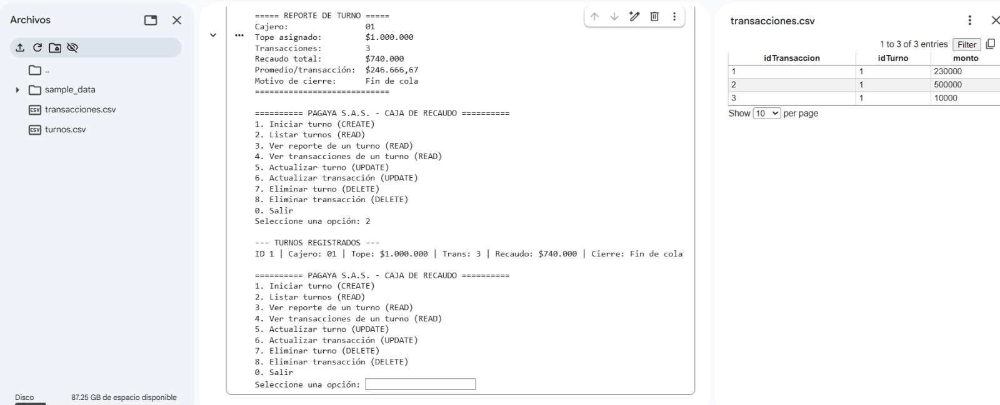 Archivos
..
sample_data
transacciones.csv
turnos.csv
Disco 87.25 GB de espacio disponible
===== REPORTE DE TURNO =====
Cajero: 01
Tope asignado: $1.000.000
Transacciones: 3
Recaudo total: $740.000
Promedio/transacción: $246.666,67
Motivo de cierre: Fin de cola
============================
========== PAGAYA S.A.S. - CAJA DE RECAUDO ==========
1. Iniciar turno (CREATE)
2. Listar turnos (READ)
3. Ver reporte de un turno (READ)
4. Ver transacciones de un turno (READ)
5. Actualizar turno (UPDATE)
6. Actualizar transacción (UPDATE)
7. Eliminar turno (DELETE)
8. Eliminar transacción (DELETE)
0. Salir
Seleccione una opción: 2
--- TURNOS REGISTRADOS ---
ID 1 | Cajero: 01 | Tope: $1.000.000 | Trans: 3 | Recaudo: $740.000 | Cierre: Fin de cola
========== PAGAYA S.A.S. - CAJA DE RECAUDO ==========
1. Iniciar turno (CREATE)
2. Listar turnos (READ)
3. Ver reporte de un turno (READ)
4. Ver transacciones de un turno (READ)
5. Actualizar turno (UPDATE)
6. Actualizar transacción (UPDATE)
7. Eliminar turno (DELETE)
8. Eliminar transacción (DELETE)
0. Salir
Seleccione una opción:
transacciones.csv
1 to 3 of 3 entries Filter
idTransaccion idTurno monto
1 1 230000
2 1 500000
3 1 10000
Show 10 per page